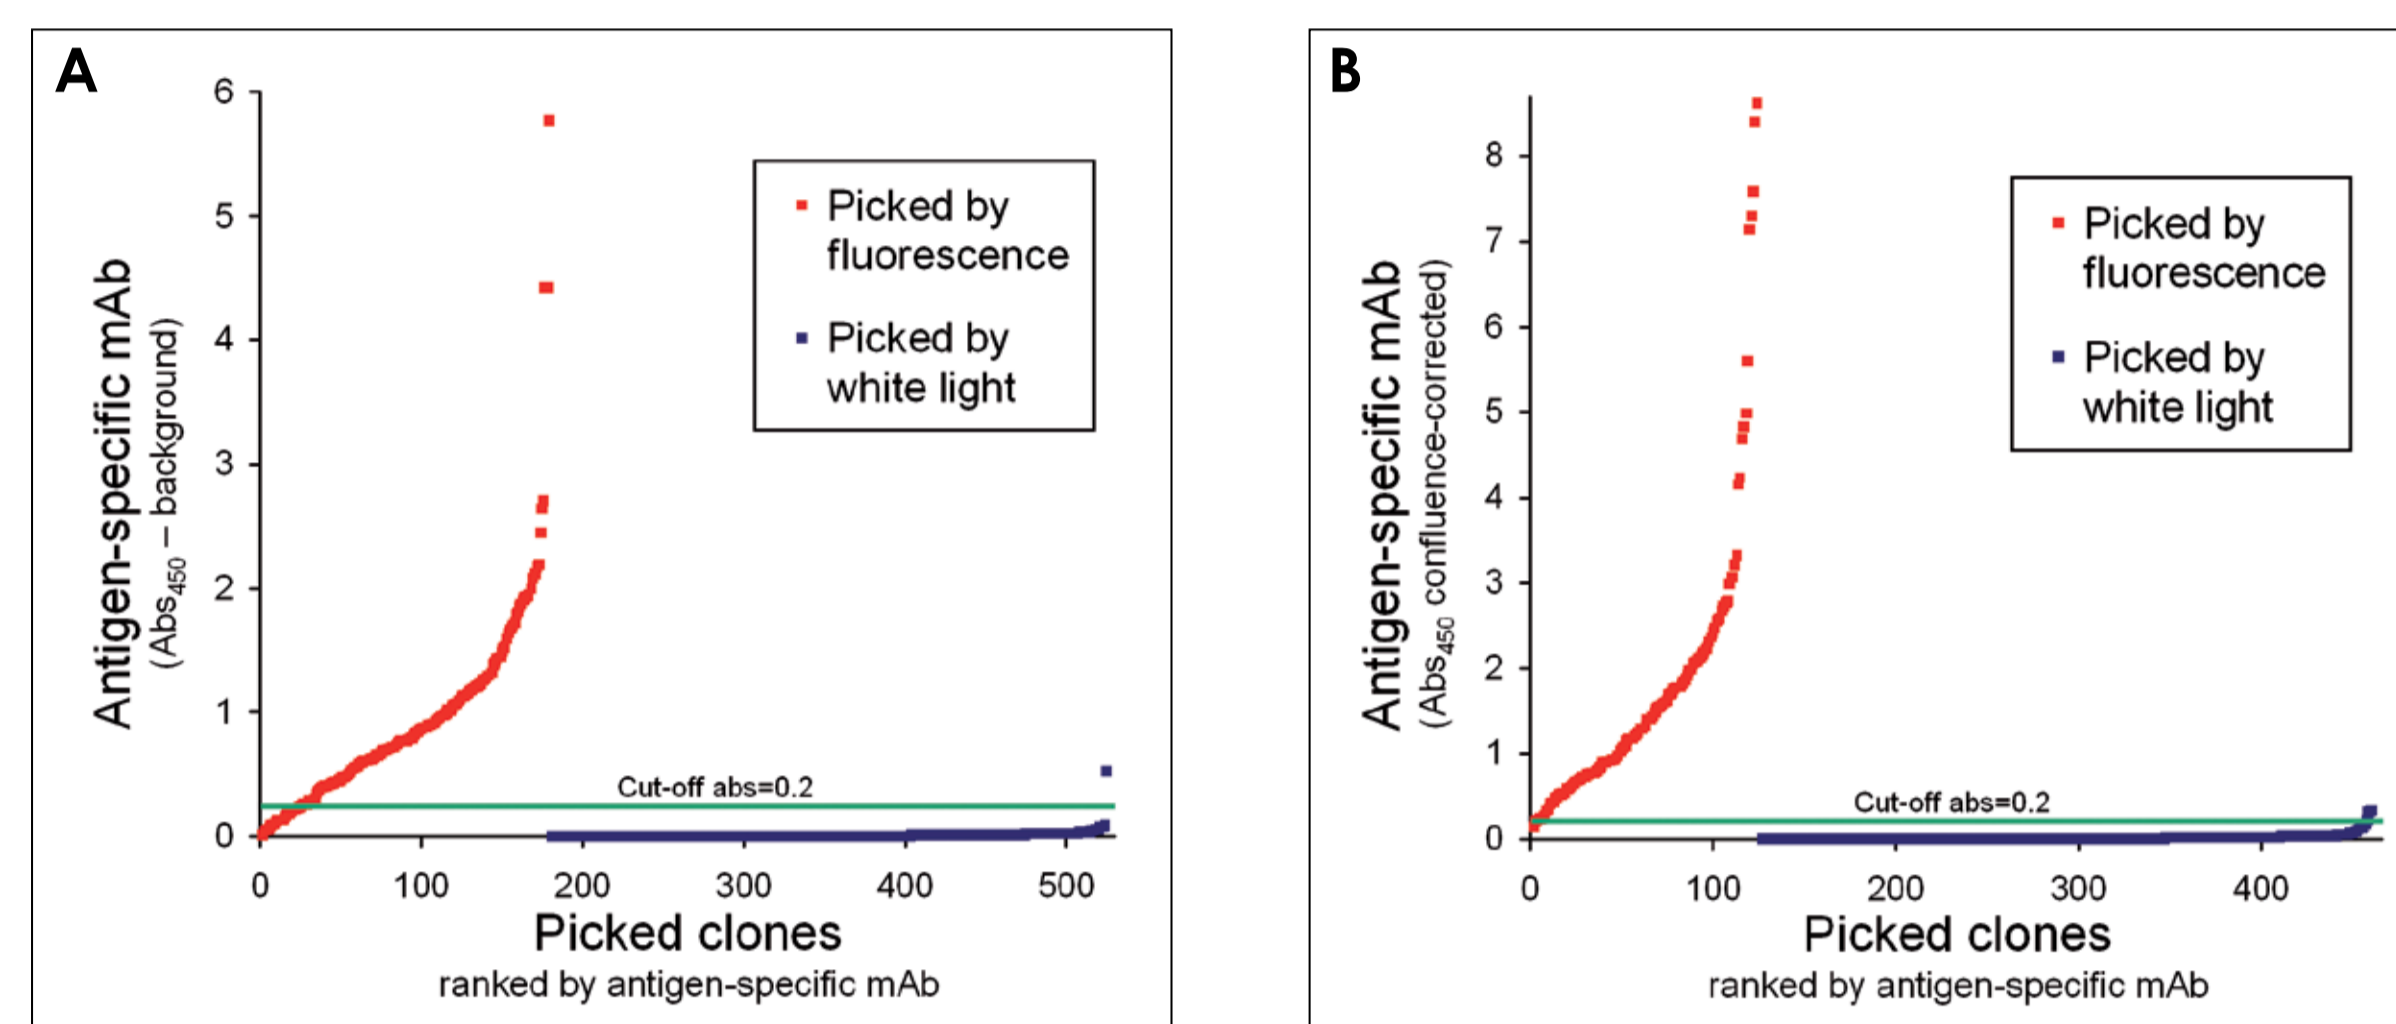 A
6
5
4
3
2
1
0
Antigen-specific mAb
(Abs450 – background)
Picked by
fluorescence
Picked by
white light
Cut-off abs=0.2
0 100 200 300 400 500
Picked clones
ranked by antigen-specific mAb
B
8
7
6
5
4
3
2
1
0
Antigen-specific mAb
(Abs450 confluence-corrected)
Picked by
fluorescence
Picked by
white light
Cut-off abs=0.2
0 100 200 300 400
Picked clones
ranked by antigen-specific mAb